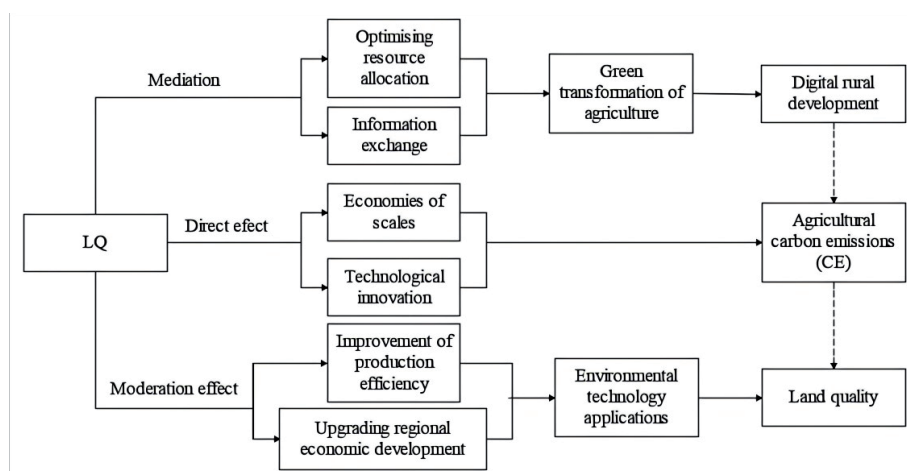 Optimising
resource
allocation
Mediation
Green
transformation of
agriculture
Digital rural
development
Information
exchange
Economies of
scales
LQ
Direct efect
Agricultural
carbon emissions
(CE)
Technological
innovation
Improvement of
production
efficiency
Moderation effect
Environmental
technology
applications
Land quality
Upgrading regional
economic development